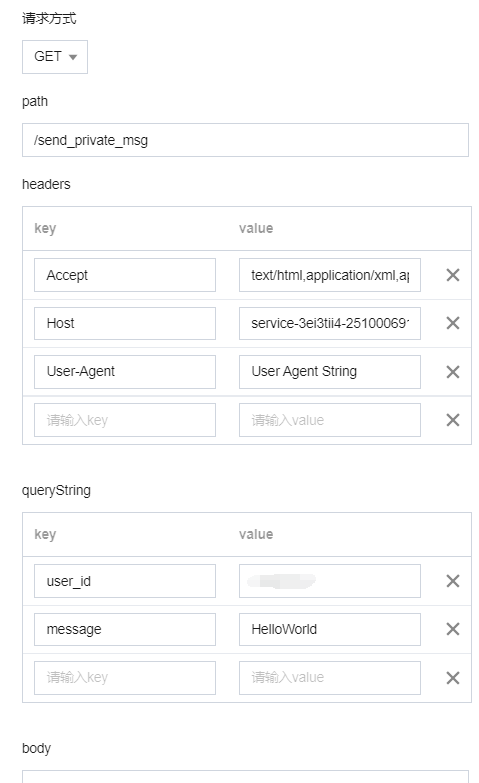 请求方式
GET
path
/send_private_msg
headers
key value
Accept text/html,application/xml,ap
Host service-3ei3tii4-25100069
User-Agent User Agent String
请输入key 请输入value
queryString
key value
user_id
message HelloWorld
请输入key 请输入value
body